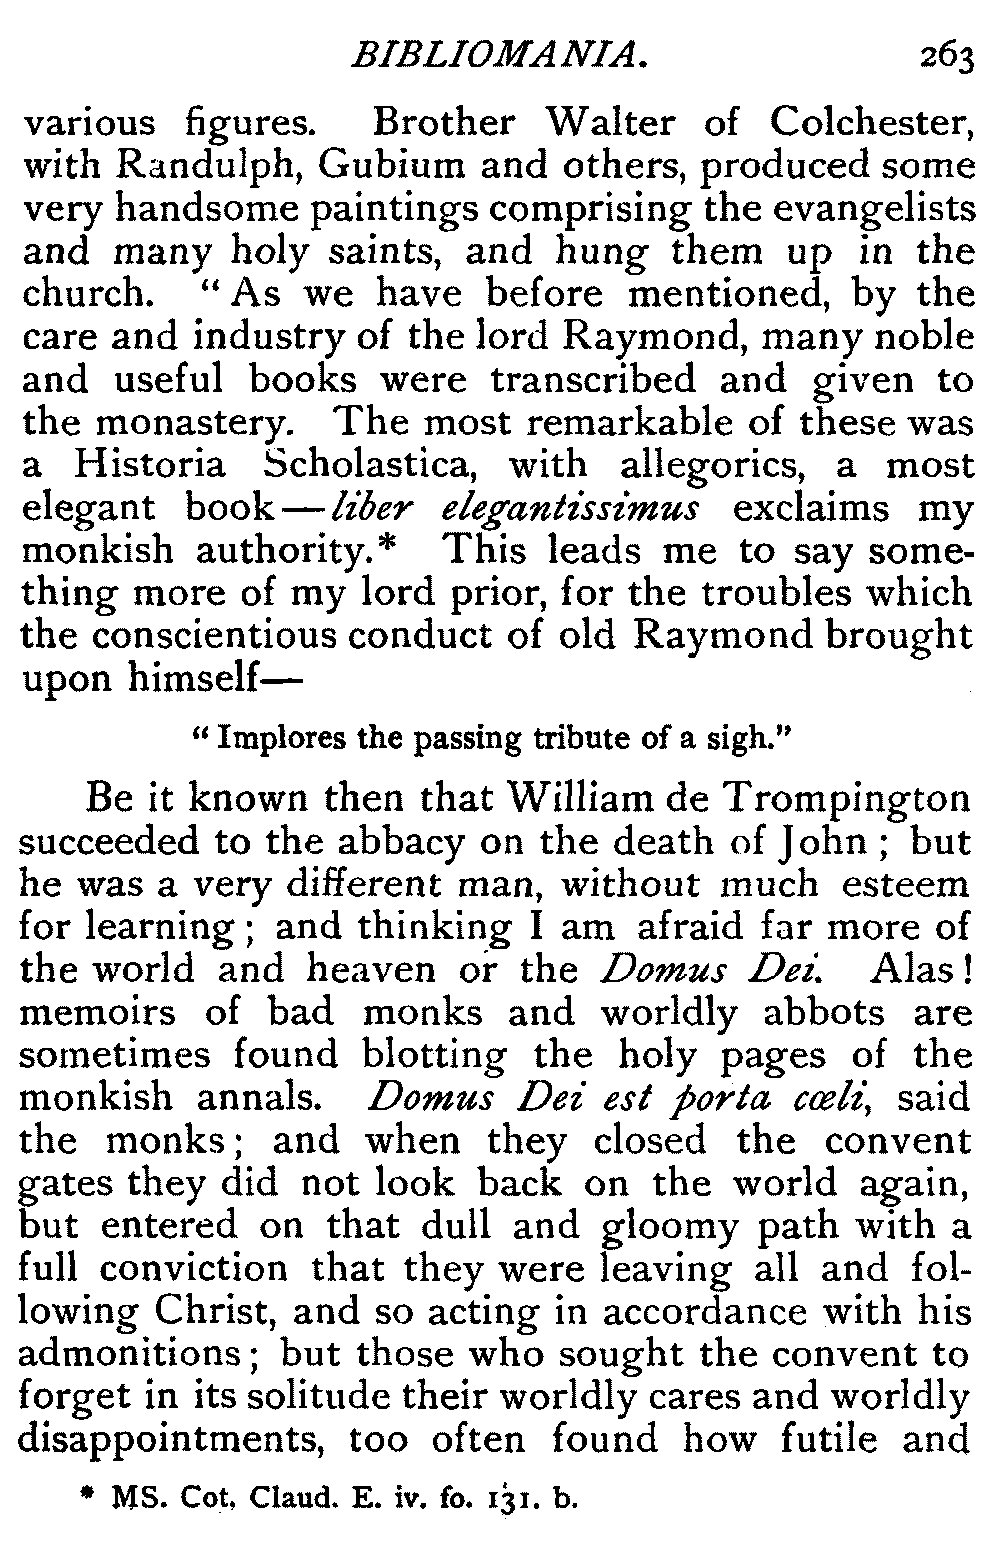 BIBLIOMANIA. 263
various figures. Brother Walter of Colchester,
with Randulph, Gubium and others, produced some
very handsome paintings comprising the evangelists
and many holy saints, and hung them up in the
church. “As we have before mentioned, by the
care and industry of the lord Raymond, many noble
and useful books were transcribed and given to
the monastery. The most remarkable of these was
a Historia Scholastica, with allegorics, a most
elegant book—liber elegantissimus exclaims my
monkish authority.* This leads me to say some-
thing more of my lord prior, for the troubles which
the conscientious conduct of old Raymond brought
upon himself—
“Implores the passing tribute of a sigh.”
Be it known then that William de Trompington
succeeded to the abbacy on the death of John; but
he was a very different man, without much esteem
for learning; and thinking I am afraid far more of
the world and heaven or the Domus Dei. Alas!
memoirs of bad monks and worldly abbots are
sometimes found blotting the holy pages of the
monkish annals. Domus Dei est porta cœli, said
the monks; and when they closed the convent
gates they did not look back on the world again,
but entered on that dull and gloomy path with a
full conviction that they were leaving all and fol-
lowing Christ, and so acting in accordance with his
admonitions; but those who sought the convent to
forget in its solitude their worldly cares and worldly
disappointments, too often found how futile and
* MS. Cot, Claud. E. iv. fo. 131. b.